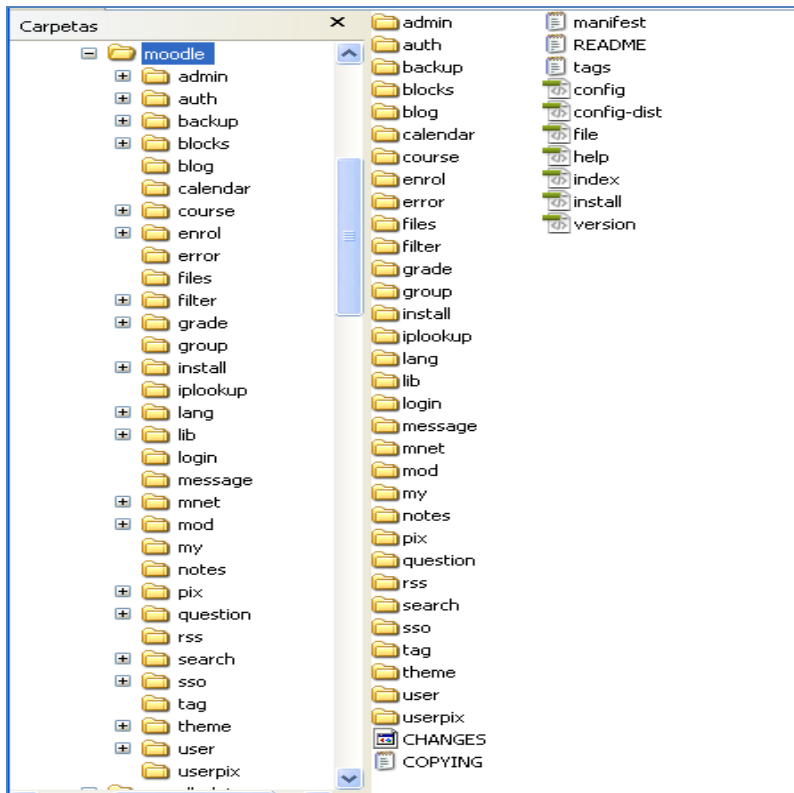 Carpetas
moodle
admin
auth
backup
blocks
blog
calendar
course
enrol
error
files
filter
grade
group
install
iplookup
lang
lib
login
message
mnet
mod
my
notes
pix
question
rss
search
sso
tag
theme
user
userpix
admin
auth
backup
blocks
blog
calendar
course
enrol
error
files
filter
grade
group
install
iplookup
lang
lib
login
message
mnet
mod
my
notes
pix
question
rss
search
sso
tag
theme
user
userpix
CHANGES
COPYING
manifest
README
tags
config
config-dist
file
help
index
install
version